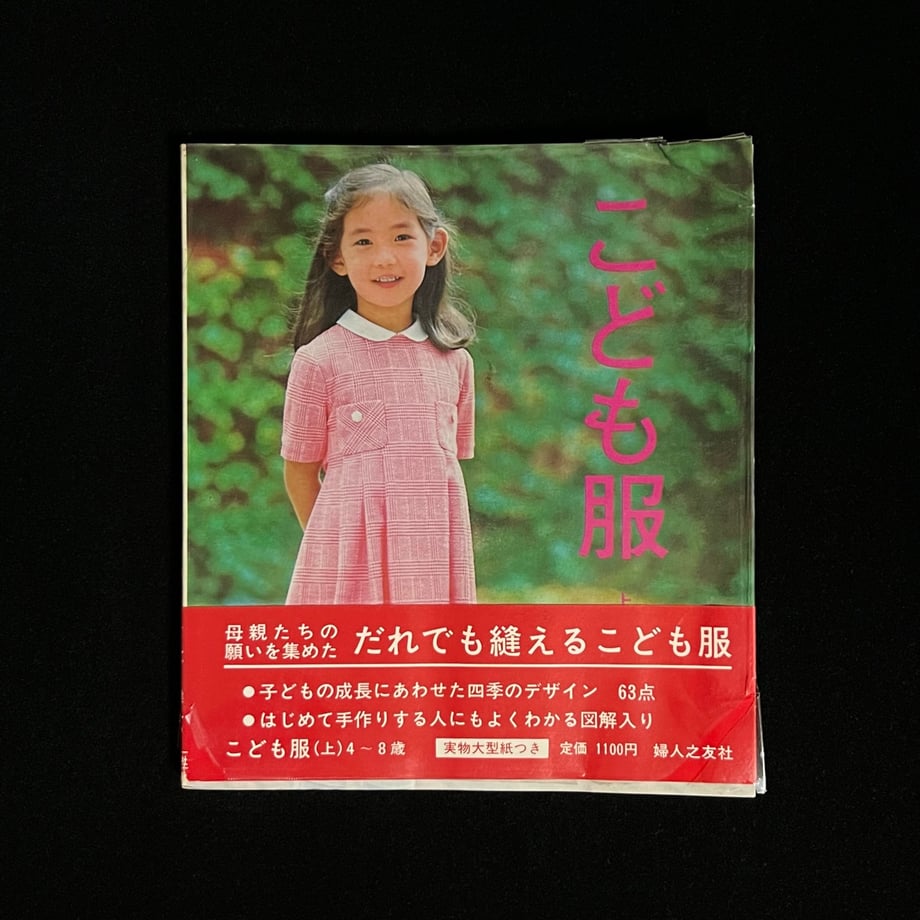 こども服
上
母親たちの
願いを集めた
だれでも縫えるこども服
●子どもの成長にあわせた四季のデザイン 63点
●はじめて手作りする人にもよくわかる図解入り
こども服(上)4～8歳 実物大型紙つき 定価 1100円 婦人之友社